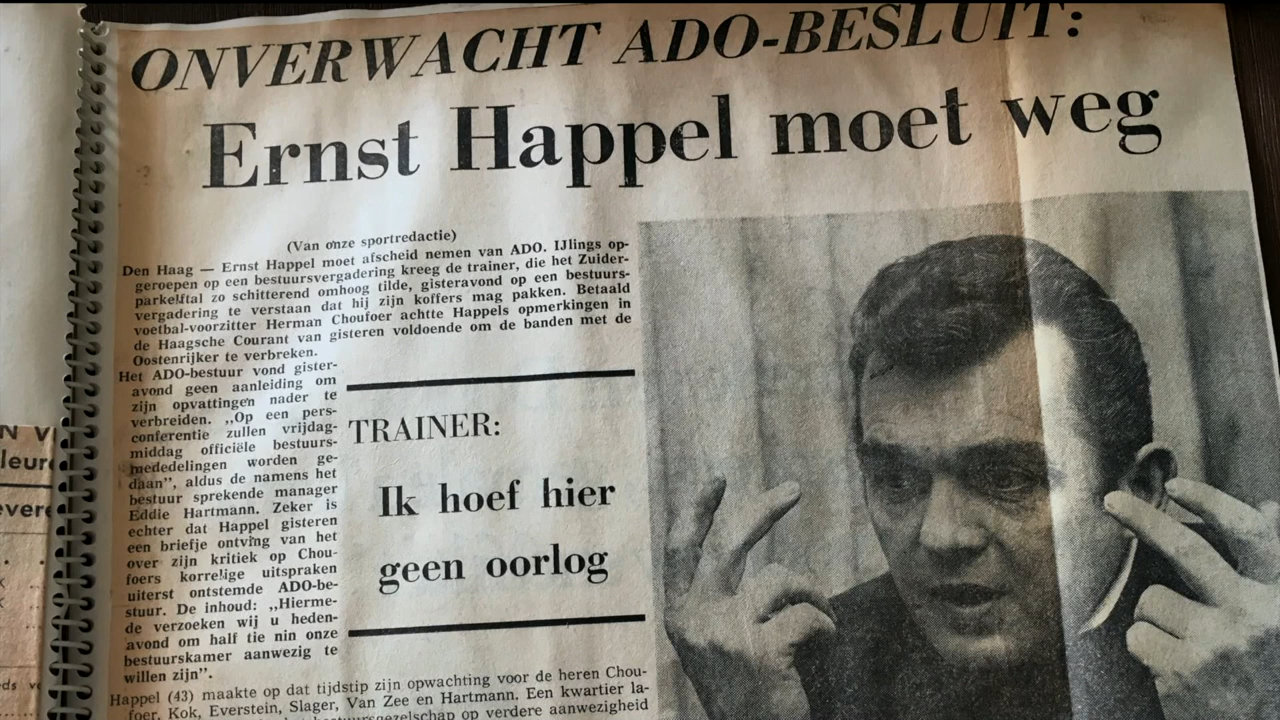 ONVERWACHT ADO-BESLUIT:
Ernst Happel moet weg
(Van onze sportredactie)
Den Haag — Ernst Happel moet afscheid nemen van ADO. IJlings op-
geroepen op een bestuursvergadering kreeg de trainer, die het Zuider-
parkelftal zo schitterend omhoog tilde, gisteravond op een bestuurs-
vergadering te verstaan dat hij zijn koffers mag pakken. Betaald
voetbal-voorzitter Herman Choufoer achtte Happels opmerkingen in
de Haagsche Courant van gisteren voldoende om de banden met de
Oostenrijker te verbreken.
Het ADO-bestuur vond gister-
avond geen aanleiding om
zijn opvattingen nader te
verbreiden. „Op een pers-
conferentie zullen vrijdag-
middag officiële bestuurs-
mededelingen worden ge-
daan”, aldus de namens het
bestuur sprekende manager
Eddie Hartmann. Zeker is
echter dat Happel gisteren
een briefje ontving van het
over zijn kritiek op Chou-
foers korrelige uitspraken
uiterst ontstemde ADO-be-
stuur. De inhoud: „Hierme-
de verzoeken wij u heden-
avond om half tie nin onze
bestuurskamer aanwezig te
willen zijn”.
TRAINER:
Ik hoef hier
geen oorlog
Happel (43) maakte op dat tijdstip zijn opwachting voor de heren Chou-
foer, Kok, Everstein, Slager, Van Zee en Hartmann. Een kwartier la-
op verdere aanwezigheid
N V
leur
evere